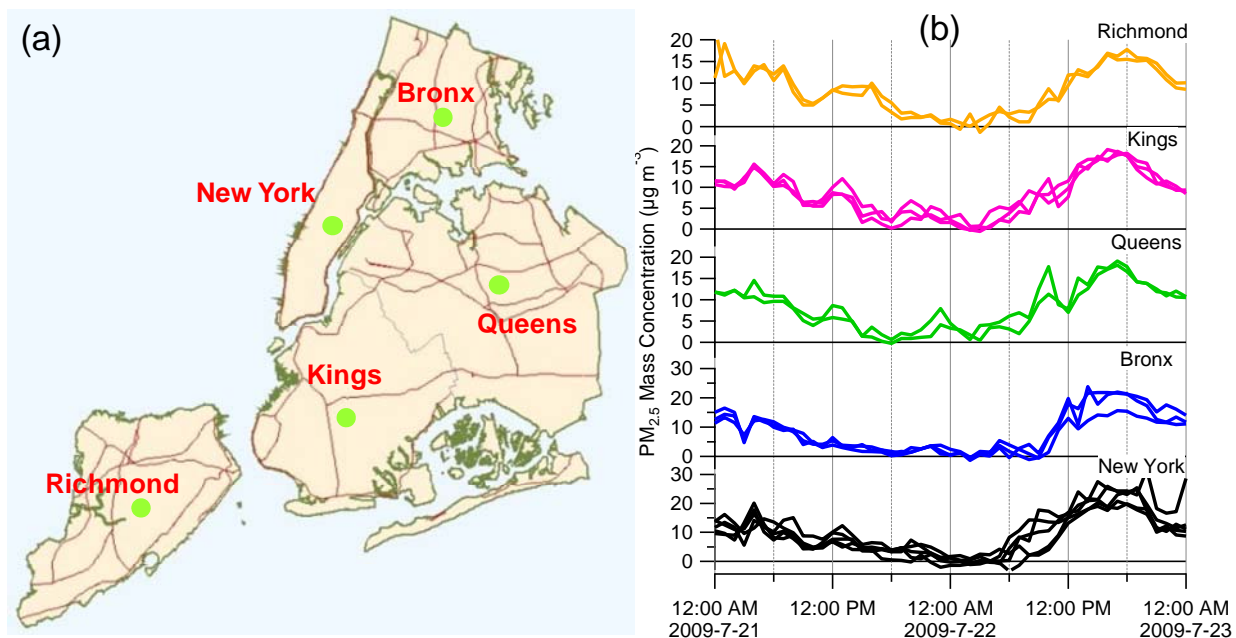 (a)
Bronx
New York
Queens
Kings
Richmond
(b)
PM2.5 Mass Concentration (µg m-3)
Richmond
20
15
10
5
0
Kings
20
15
10
5
0
Queens
20
15
10
5
0
Bronx
30
20
10
0
New York
30
20
10
0
12:00 AM 12:00 PM 12:00 AM 12:00 PM 12:00 AM
2009-7-21 2009-7-22 2009-7-23